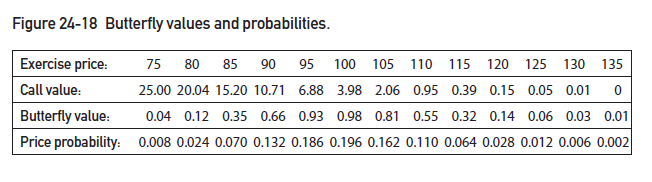 Figure 24-18 Butterfly values and probabilities.
Exercise price: 75 80 85 90 95 100 105 110 115 120 125 130 135
Call value: 25.00 20.04 15.20 10.71 6.88 3.98 2.06 0.95 0.39 0.15 0.05 0.01 0
Butterfly value: 0.04 0.12 0.35 0.66 0.93 0.98 0.81 0.55 0.32 0.14 0.06 0.03 0.01
Price probability: 0.008 0.024 0.070 0.132 0.186 0.196 0.162 0.110 0.064 0.028 0.012 0.006 0.002